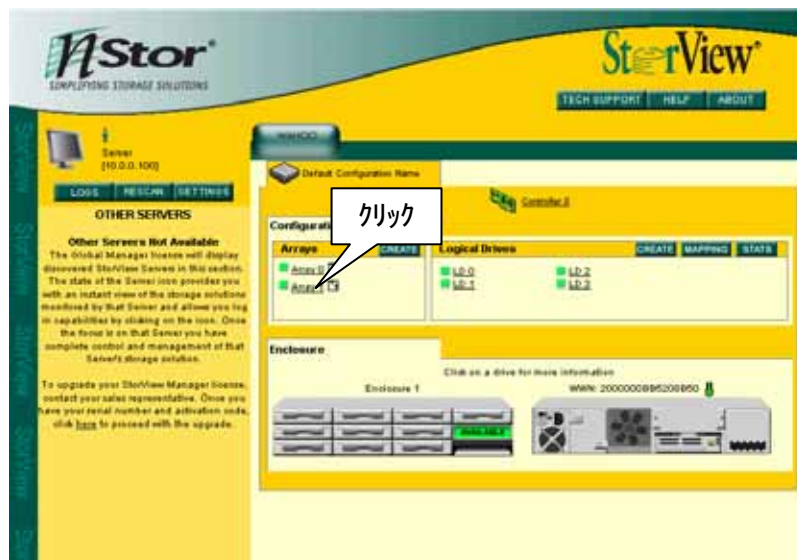 nStor
SIMPLIFYING STORAGE SOLUTIONS
StorView
TECH SUPPORT
HELP
ABOUT
Server
[10.0.0.100]
LOGS
RESCAN
SETTINGS
OTHER SERVERS
Other Servers Not Available
The Global Manager license will display
discovered StorView Servers in this section.
The state of the Server icon provides you
with an instant view of the storage solutions
monitored by that Server and allows you log
in capabilities by clicking on the icon. Once
the focus is on that Server you have
complete control and management of that
Server's storage solution.
To upgrade your StorView Manager license,
contact your sales representative. Once you
have your serial number and activation code,
click here to proceed with the upgrade.
Default Configuration Name
Controller 0
クリック
Arrays
CREATE
Array 0
Array
Logical Drives
CREATE
MAPPING
STATS
LD 0
LD 2
LD 1
LD 3
Enclosure
Click on a drive for more information
Enclosure 1
WWN: 20000000B5200B50
AVAILABLE
StorView